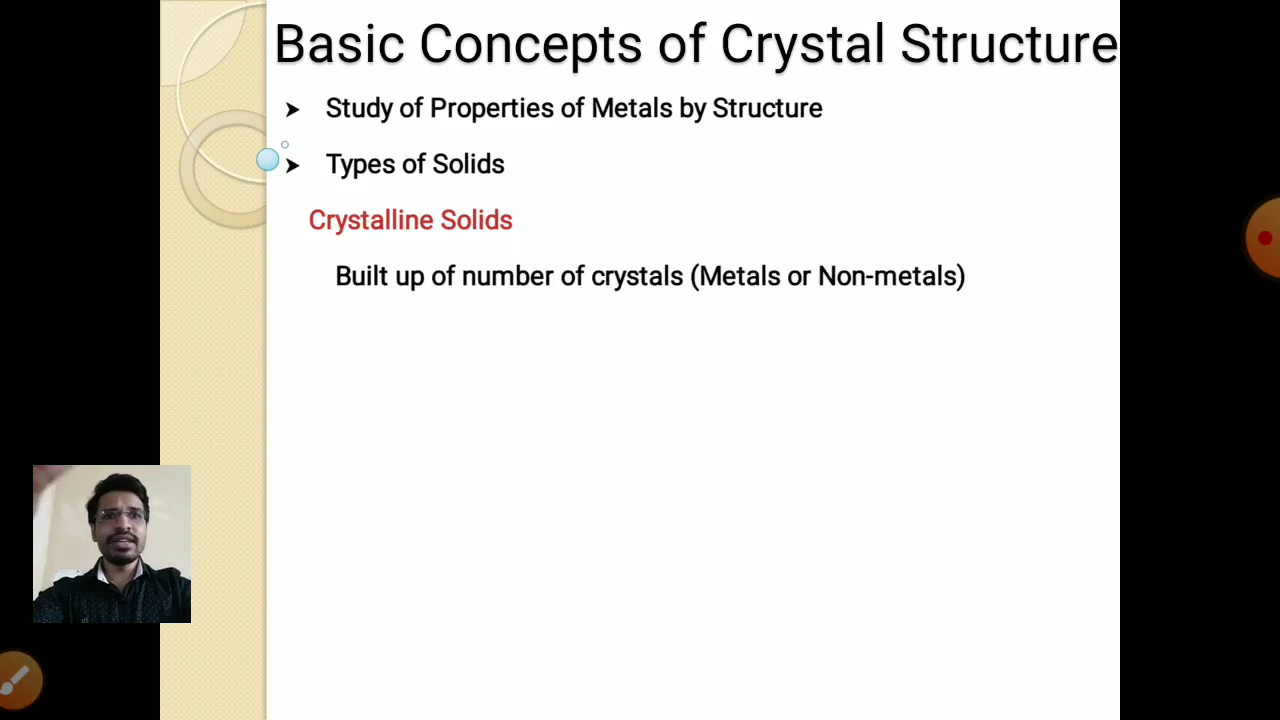 Basic Concepts of Crystal Structure
Study of Properties of Metals by Structure
Types of Solids
Crystalline Solids
Built up of number of crystals (Metals or Non-metals)